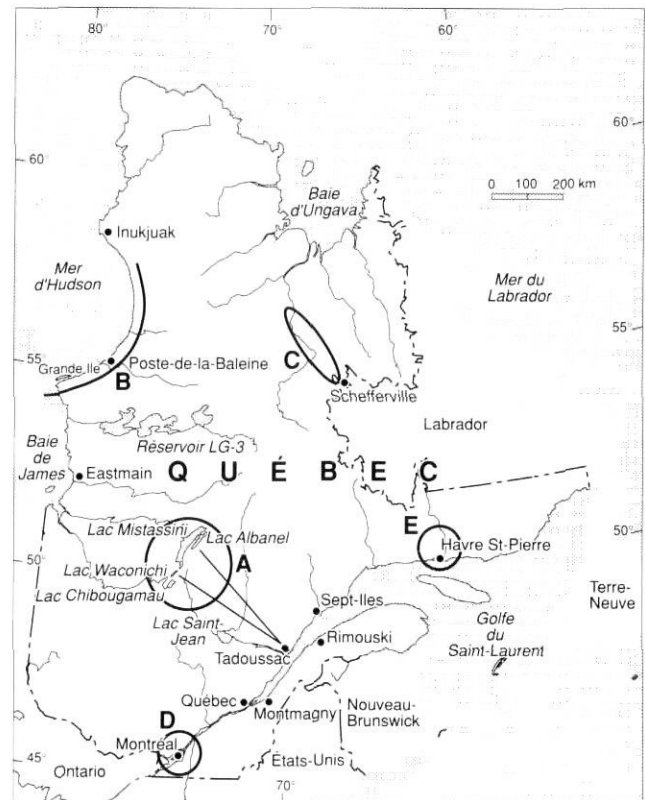 80°
70°
60°
60°
60°
Baie
d'Ungava
0 100 200 km
Inukjuak
Mer
d'Hudson
Mer du
Labrador
55°
55°
Grande Ile
Poste-de-la-Baleine
B
C
Schefferville
Labrador
Baie
de
James
Réservoir LG-3
Eastmain
Q U É B E C
E
50°
50°
Lac Mistassini
Lac Albanel
A
Havre St-Pierre
Lac Waconichi
Lac Chibougamau
Lac Saint-
Jean
Sept-Iles
Terre-
Neuve
Golfe
du
Saint-Laurent
Rimouski
Tadoussac
Québec
Montmagny
Nouveau-
Brunswick
D
Montréal
45°
Ontario
États-Unis
70°